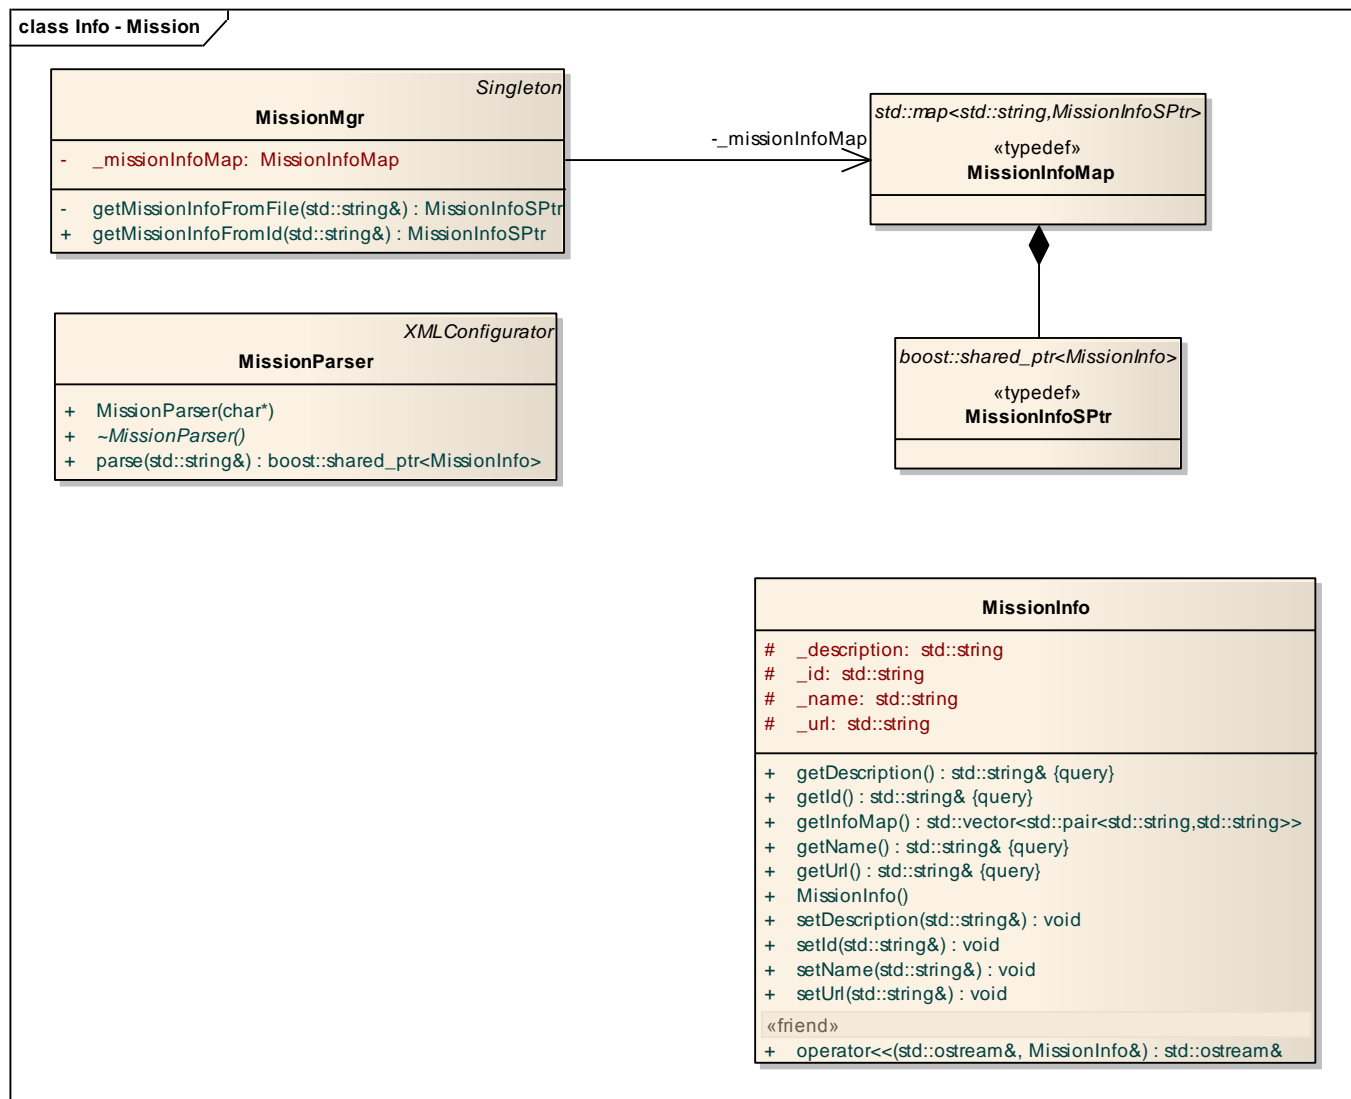 class Info - Mission
Singleton
MissionMgr
- _missionInfoMap: MissionInfoMap
- getMissionInfoFromFile(std::string&) : MissionInfoSPtr
+ getMissionInfoFromId(std::string&) : MissionInfoSPtr
-_missionInfoMap
std::map<std::string,MissionInfoSPtr>
«typedef»
MissionInfoMap
XMLConfigurator
MissionParser
+ MissionParser(char*)
+ ~MissionParser()
+ parse(std::string&) : boost::shared_ptr<MissionInfo>
boost::shared_ptr<MissionInfo>
«typedef»
MissionInfoSPtr
MissionInfo
# _description: std::string
# _id: std::string
# _name: std::string
# _url: std::string
+ getDescription() : std::string& {query}
+ getId() : std::string& {query}
+ getInfoMap() : std::vector<std::pair<std::string,std::string>>
+ getName() : std::string& {query}
+ getUrl() : std::string& {query}
+ MissionInfo()
+ setDescription(std::string&) : void
+ setId(std::string&) : void
+ setName(std::string&) : void
+ setUrl(std::string&) : void
«friend»
+ operator<<(std::ostream&, MissionInfo&) : std::ostream&